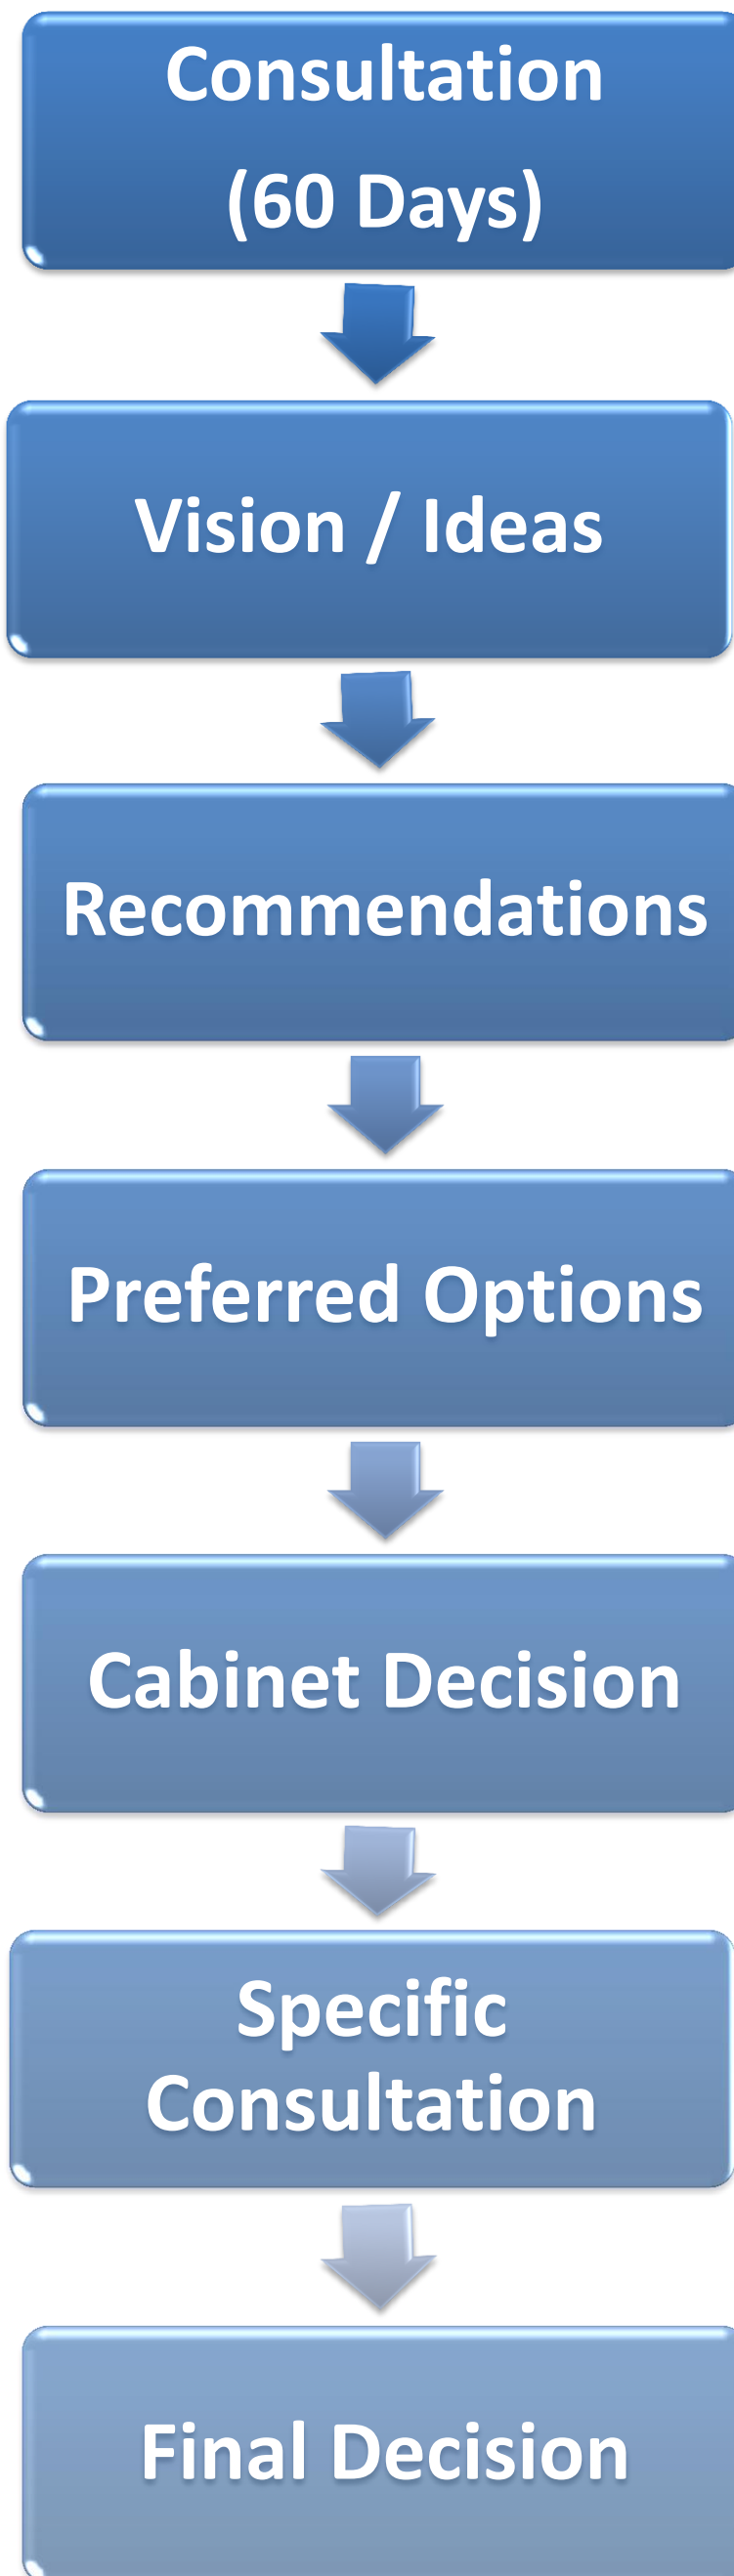 Consultation
(60 Days)
Vision / Ideas
Recommendations
Preferred Options
Cabinet Decision
Specific
Consultation
Final Decision